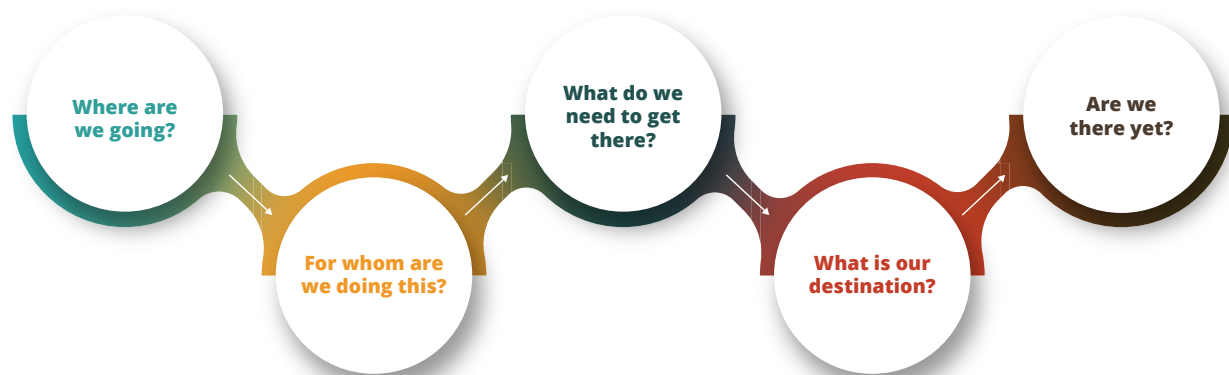 Where are
we going?
For whom are
we doing this?
What do we
need to get
there?
What is our
destination?
Are we
there yet?